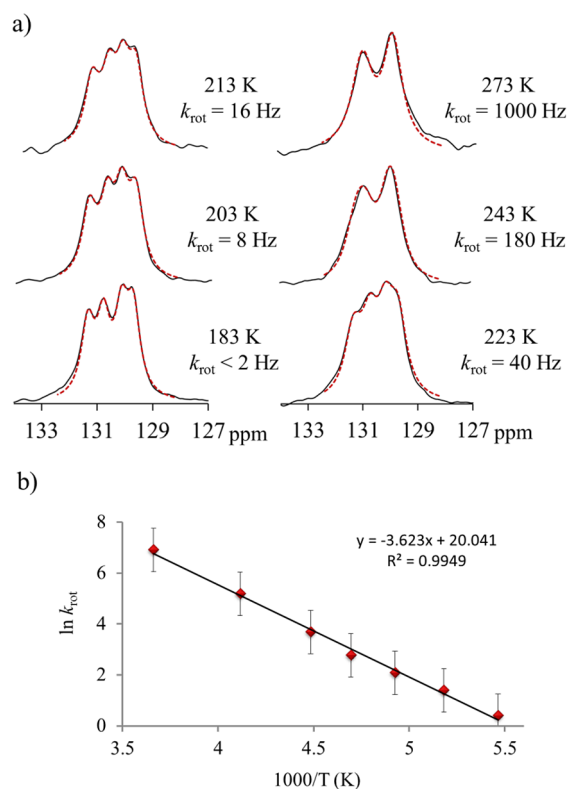 a)
213 K
k_rot = 16 Hz
273 K
k_rot = 1000 Hz
203 K
k_rot = 8 Hz
243 K
k_rot = 180 Hz
183 K
k_rot < 2 Hz
223 K
k_rot = 40 Hz
133 131 129 127 ppm
133 131 129 127 ppm
b)
y = -3.623x + 20.041
R² = 0.9949
ln k_rot
8
6
4
2
0
3.5 4 4.5 5 5.5
1000/T (K)